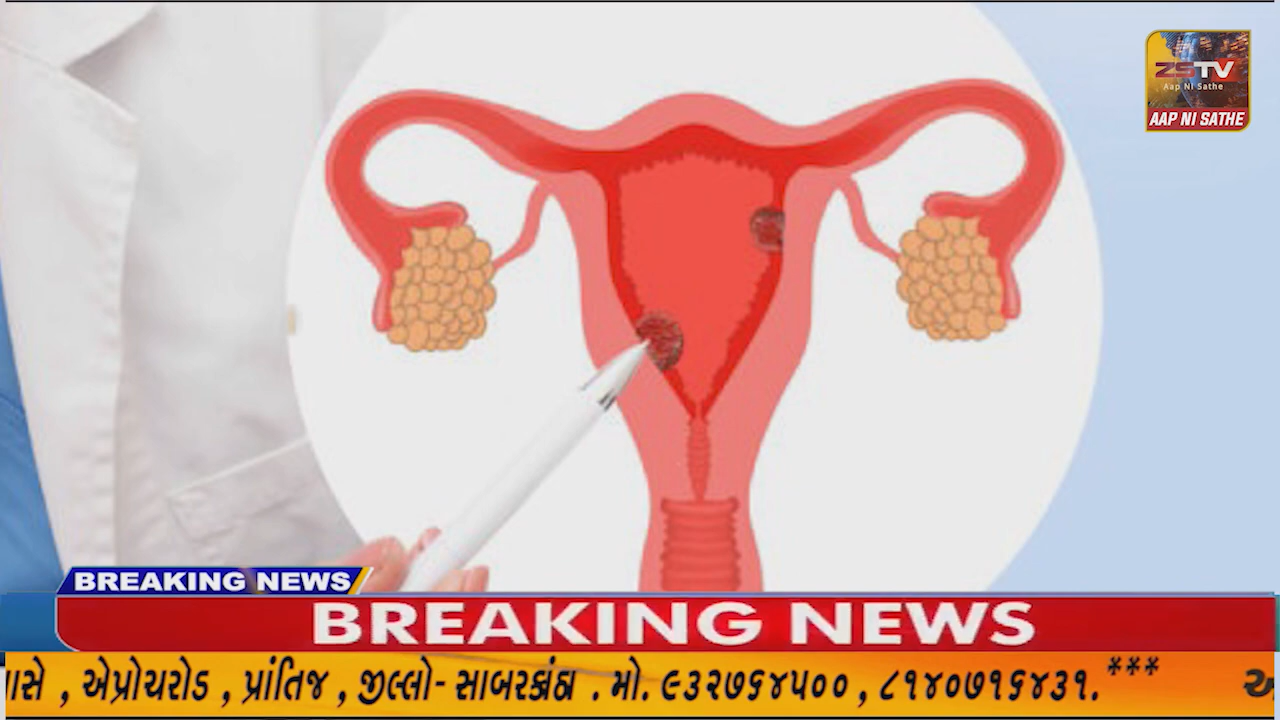 ZSTV
Aap Ni Sathe
AAP NI SATHE
BREAKING NEWS
BREAKING NEWS
, એપ્રોચરોડ , પ્રાંતિજ , જીલ્લો- સાબરકાંઠા . મો. ૯૩૨૭૬૪૫૦૦ , ૮૧૪૦૭૧૬૪૩૧.***